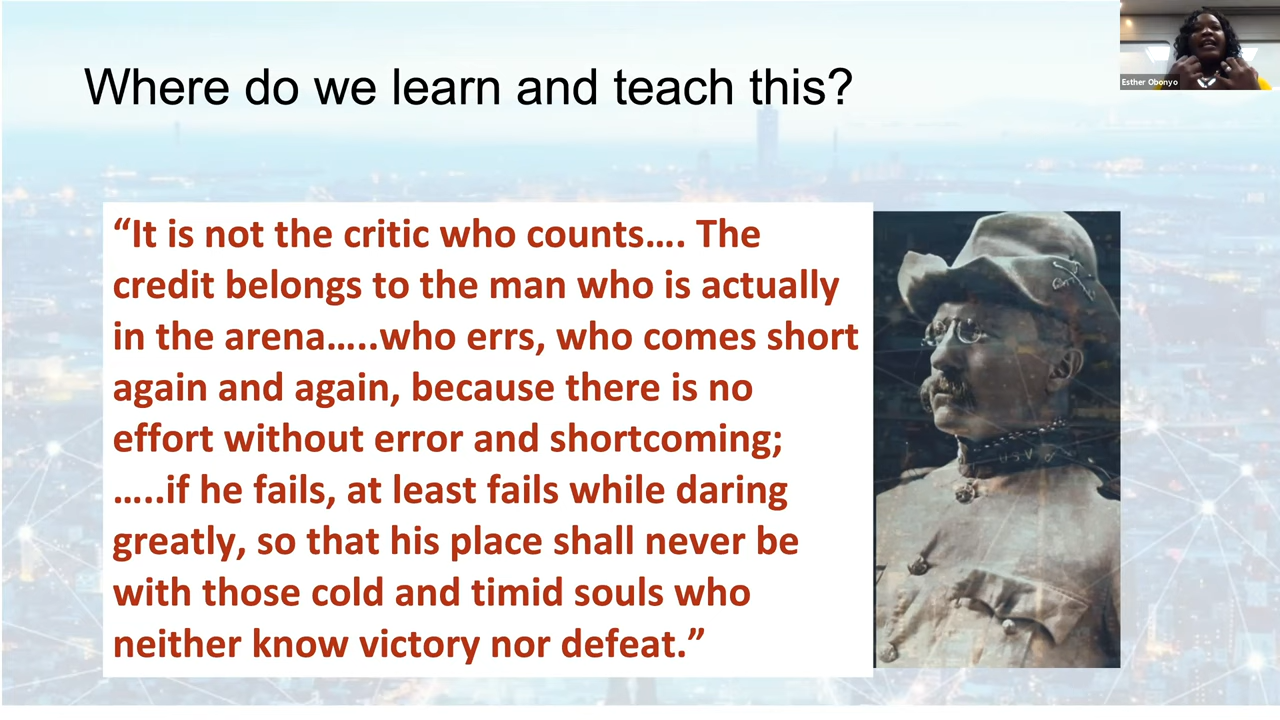 Where do we learn and teach this?
Esther Obonyo
“It is not the critic who counts…. The
credit belongs to the man who is actually
in the arena…..who errs, who comes short
again and again, because there is no
effort without error and shortcoming;
…..if he fails, at least fails while daring
greatly, so that his place shall never be
with those cold and timid souls who
neither know victory nor defeat.”
USV